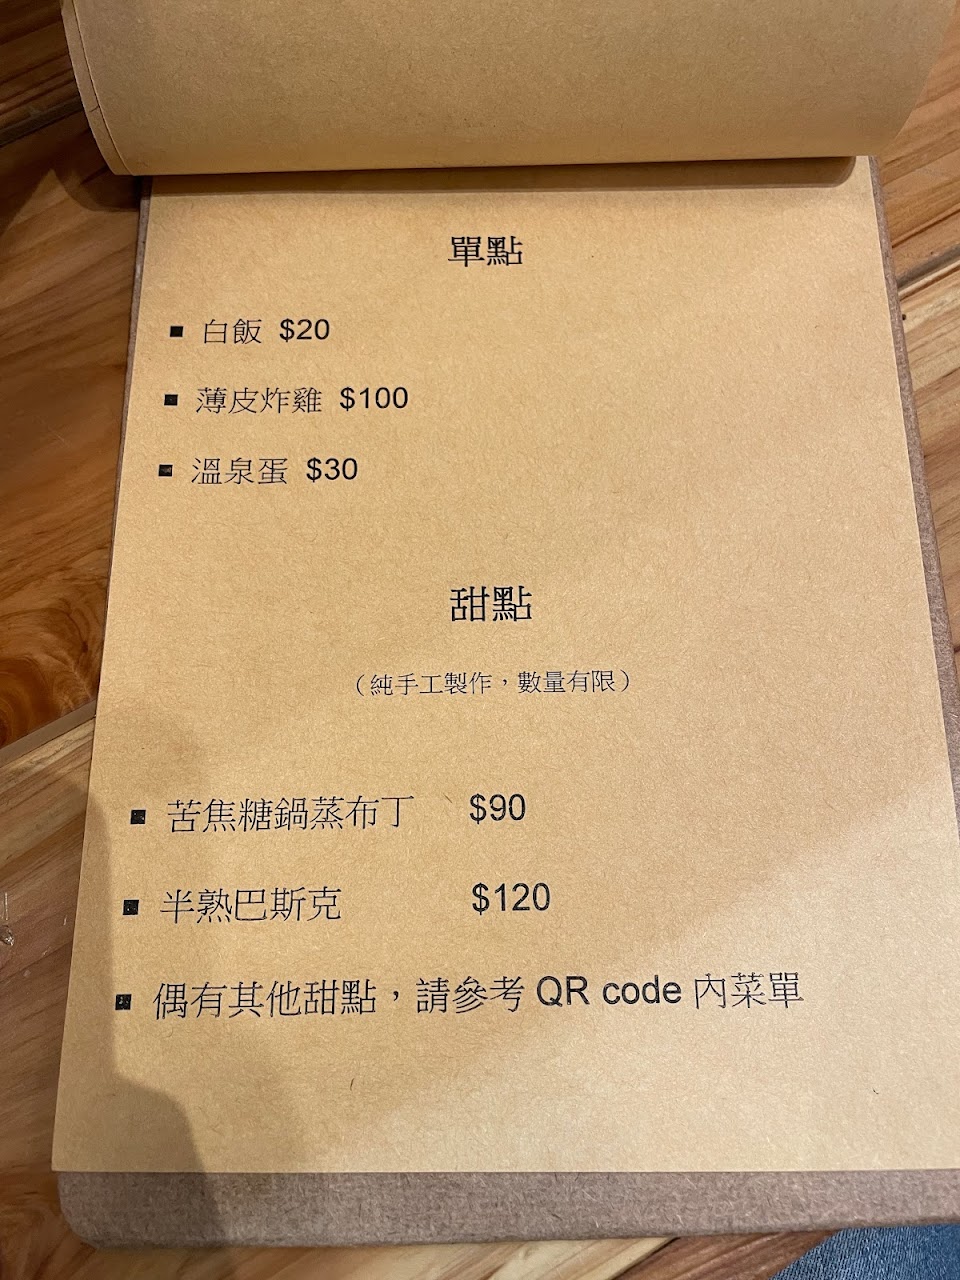 單點
▪ 白飯 $20
▪ 薄皮炸雞 $100
▪ 溫泉蛋 $30
甜點
（純手工製作，數量有限）
▪ 苦焦糖鍋蒸布丁 $90
▪ 半熟巴斯克 $120
▪ 偶有其他甜點，請參考 QR code 內菜單